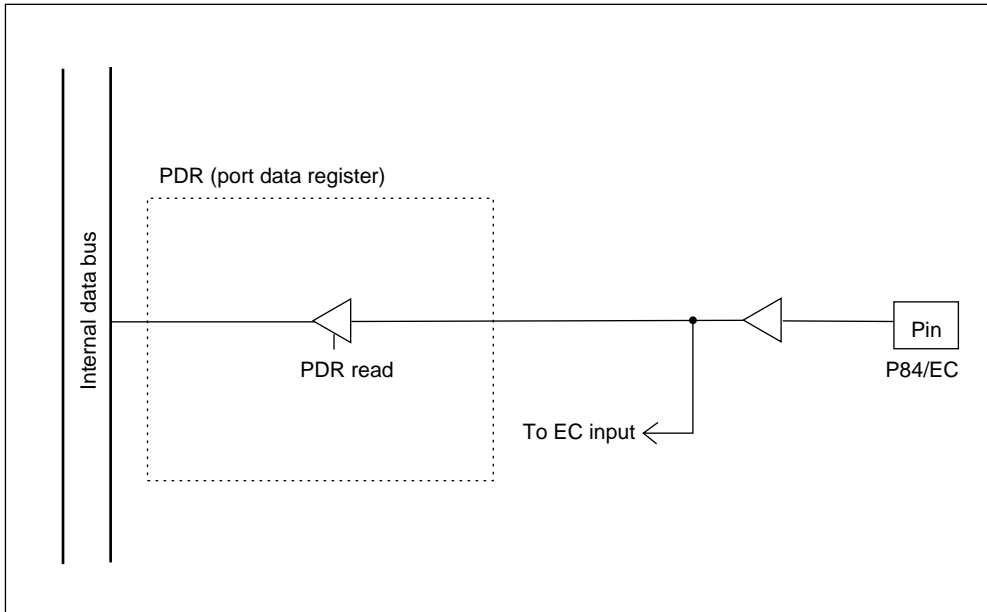 PDR (port data register)
Internal data bus
PDR read
Pin
P84/EC
To EC input